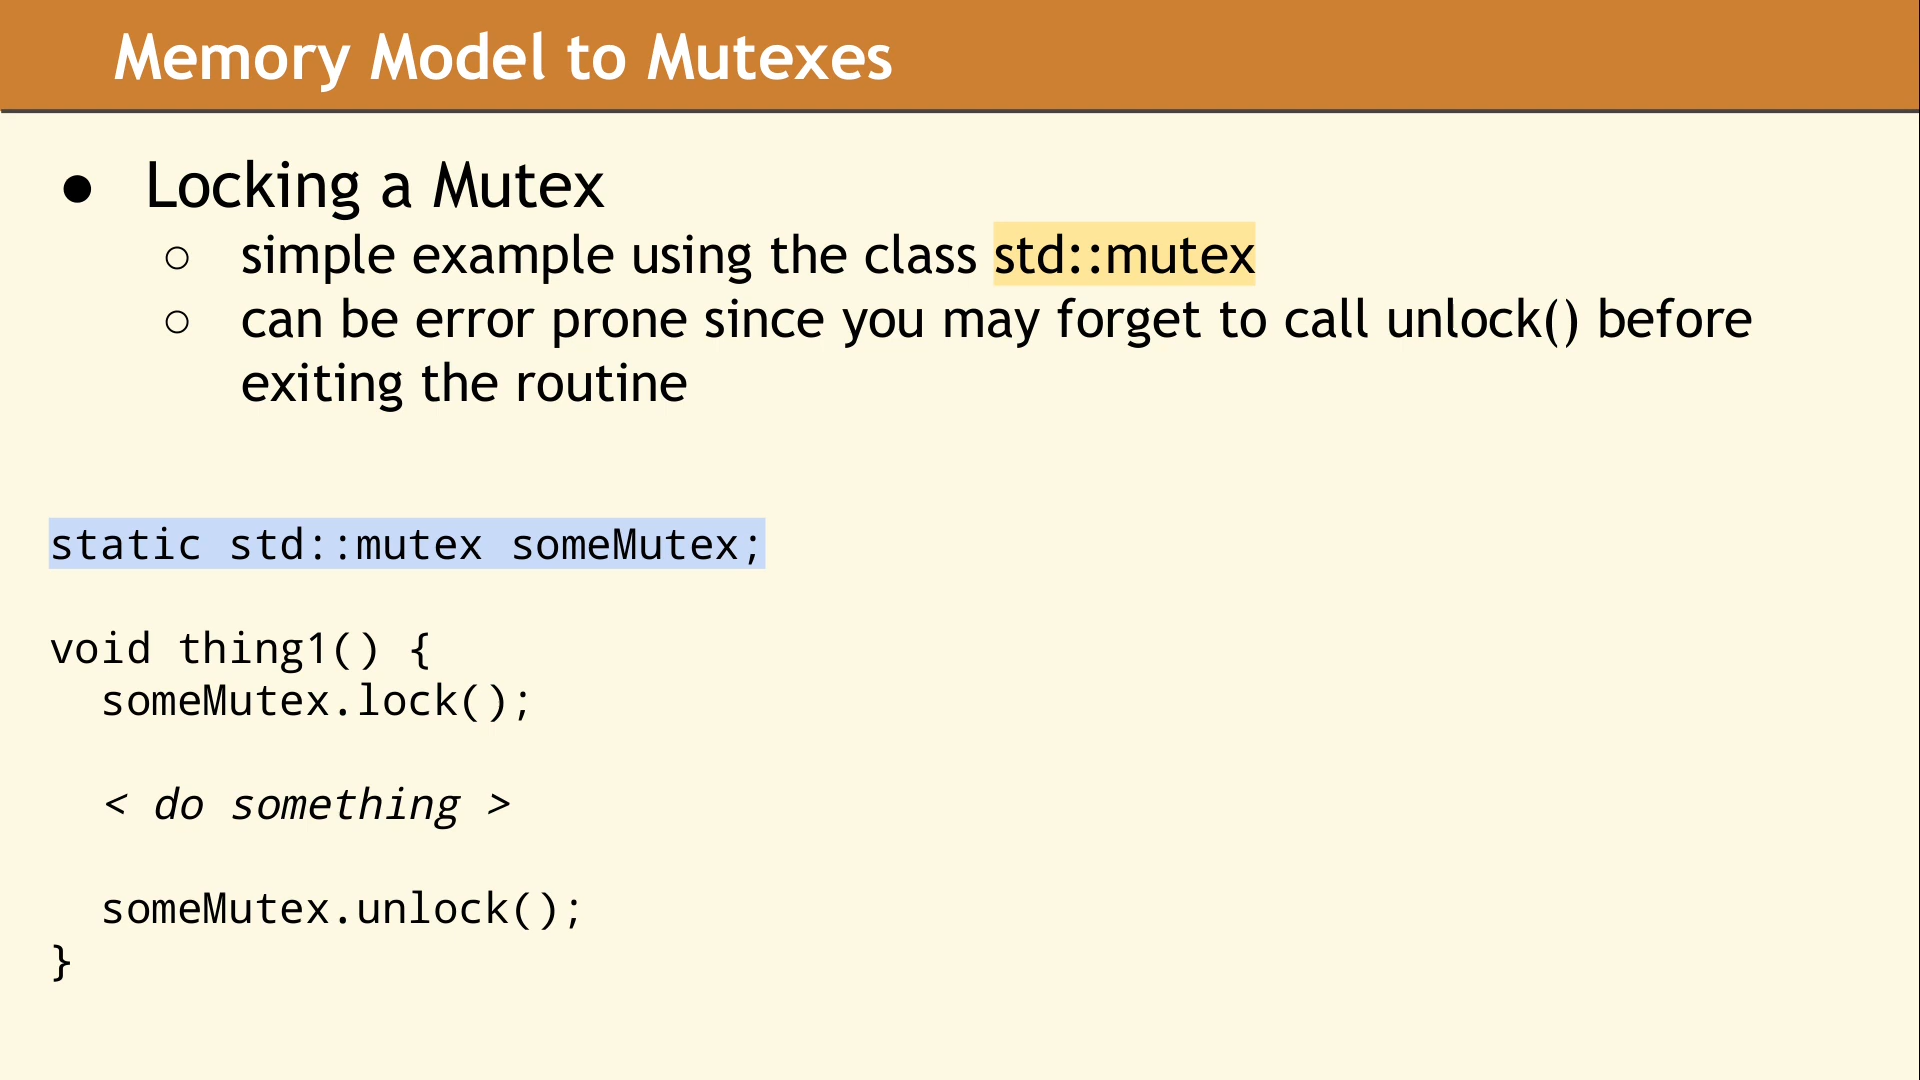 Memory Model to Mutexes
● Locking a Mutex
○ simple example using the class std::mutex
○ can be error prone since you may forget to call unlock() before
exiting the routine
static std::mutex someMutex;
void thing1() {
  someMutex.lock();
  < do something >
  someMutex.unlock();
}